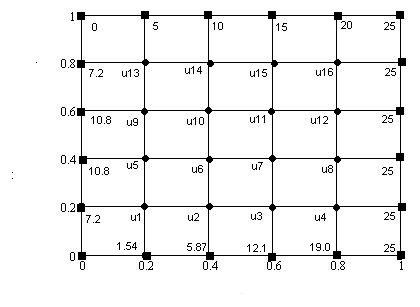 1
0 5 10 15 20 25
0.8
7.2 u13 u14 u15 u16 25
0.6
10.8 u9 u10 u11 u12 25
0.4
10.8 u5 u6 u7 u8 25
0.2
7.2 u1 u2 u3 u4 25
1.54 5.87 12.1 19.0 25
0
0 0.2 0.4 0.6 0.8 1